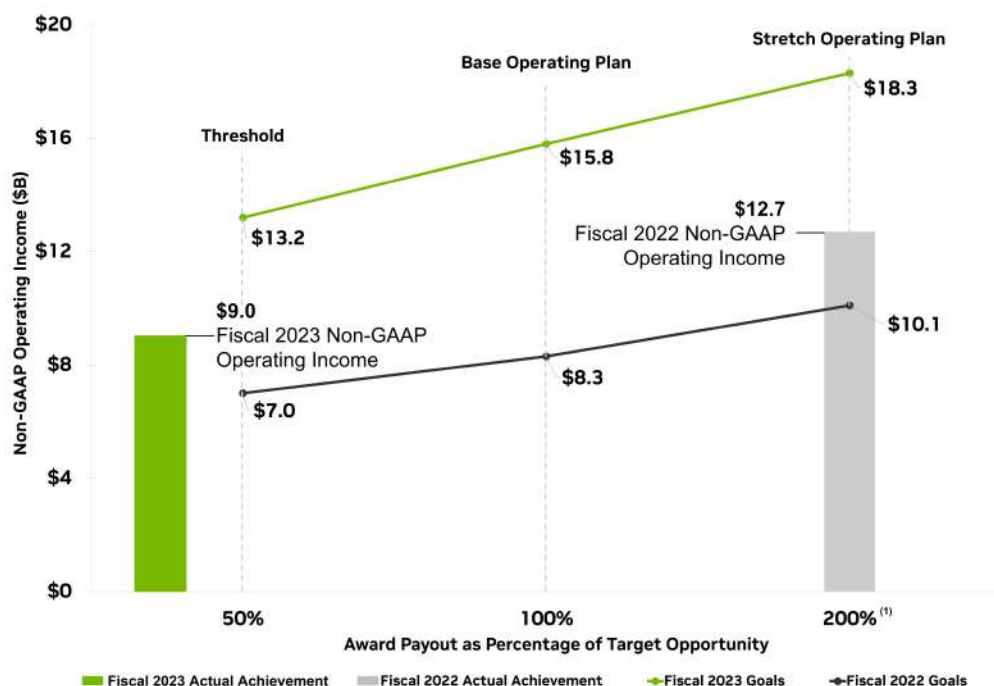 $20
Stretch Operating Plan
Base Operating Plan
$18.3
$16
Threshold
$15.8
$12.7
$13.2
Fiscal 2022 Non-GAAP
Operating Income
$12
$9.0
Fiscal 2023 Non-GAAP
Operating Income
$10.1
$8
$8.3
$7.0
$4
$0
Non-GAAP Operating Income ($B)
50% 100% 200% (1)
Award Payout as Percentage of Target Opportunity
Fiscal 2023 Actual Achievement Fiscal 2022 Actual Achievement Fiscal 2023 Goals Fiscal 2022 Goals